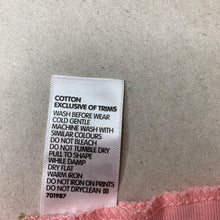 COTTON
EXCLUSIVE OF TRIMS
WASH BEFORE WEAR
COLD GENTLE
MACHINE WASH WITH
SIMILAR COLOURS
DO NOT BLEACH
DO NOT TUMBLE DRY
PULL TO SHAPE
WHILE DAMP
DRY FLAT
WARM IRON
DO NOT IRON ON PRINTS
DO NOT DRYCLEAN ⊠
701987